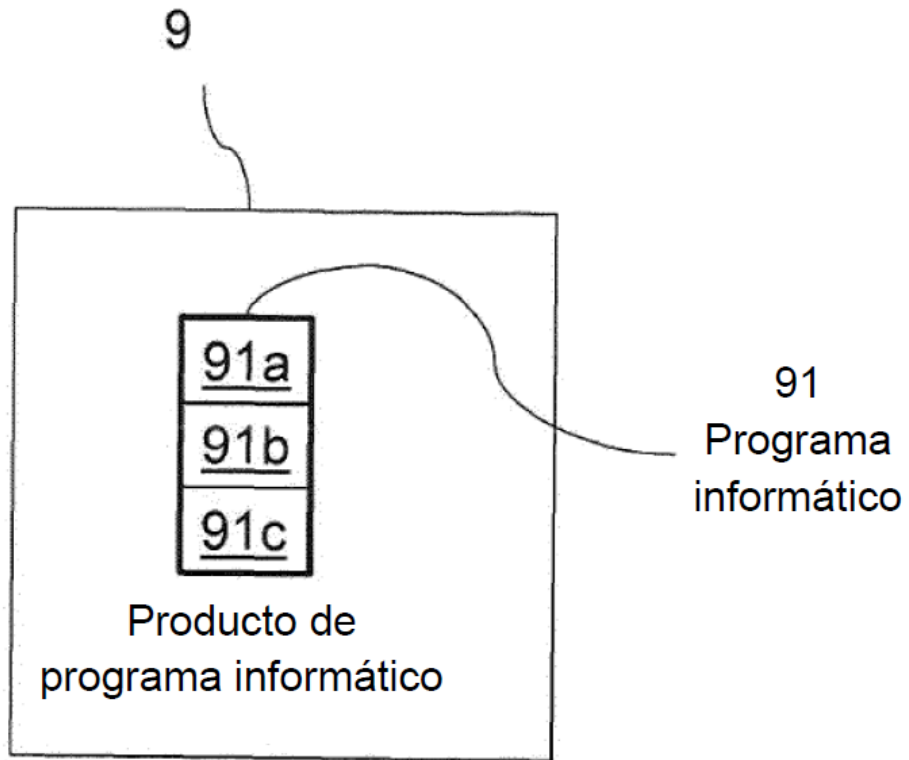 9
91a
91b
91c
91
Programa
informático
Producto de
programa informático